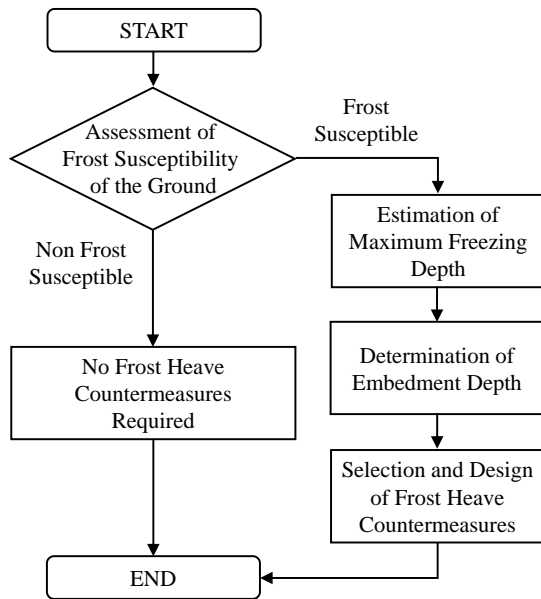 START
Assessment of
Frost Susceptibility
of the Ground
Frost
Susceptible
Non Frost
Susceptible
Estimation of
Maximum Freezing
Depth
No Frost Heave
Countermeasures
Required
Determination of
Embedment Depth
Selection and Design
of Frost Heave
Countermeasures
END